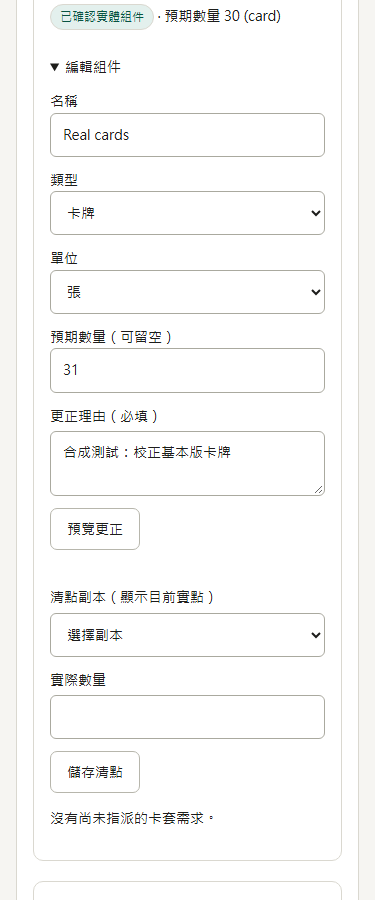 已確認實體組件 · 預期數量 30 (card)
▼ 編輯組件
名稱
Real cards
類型
卡牌
單位
張
預期數量（可留空）
31
更正理由（必填）
合成測試：校正基本版卡牌
預覽更正
清點副本（顯示目前實點）
選擇副本
實際數量
儲存清點
沒有尚未指派的卡套需求。